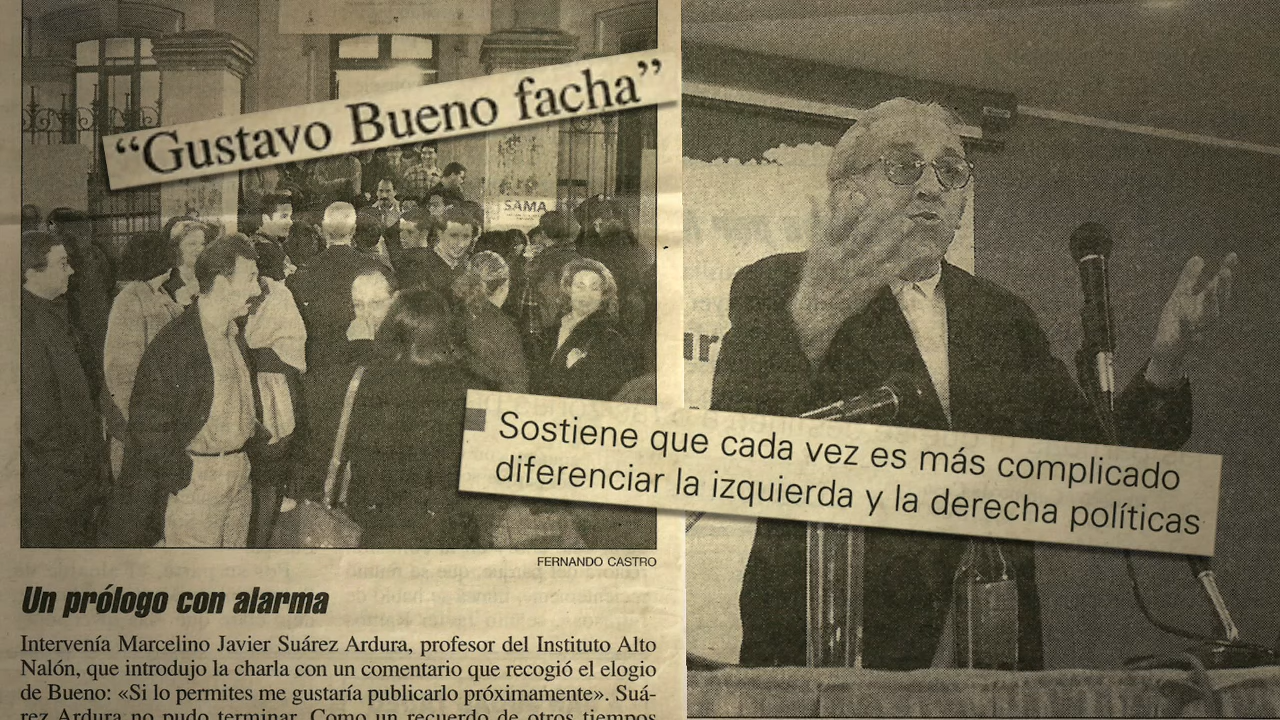 “Gustavo Bueno facha”
SAMA
Sostiene que cada vez es más complicado
diferenciar la izquierda y la derecha políticas
FERNANDO CASTRO
Un prólogo con alarma
Intervenía Marcelino Javier Suárez Ardura, profesor del Instituto Alto
Nalón, que introdujo la charla con un comentario que recogió el elogio
de Bueno: «Si lo permites me gustaría publicarlo próximamente». Suá-
rez Ardura no pudo terminar. Como un recuerdo de otros tiempos